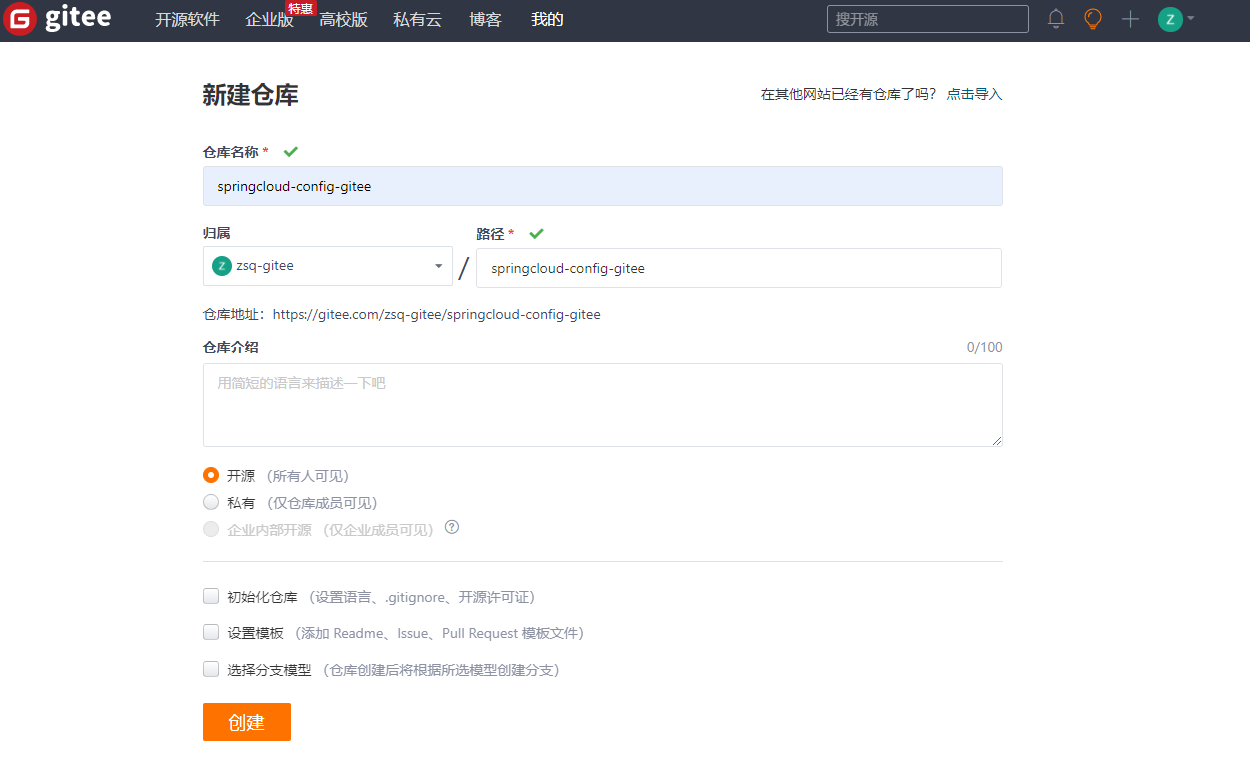 G gitee 开源软件 企业版 特惠 高校版 私有云 博客 我的 搜开源 Z
新建仓库 在其他网站已经有仓库了吗？ 点击导入
仓库名称 *
springcloud-config-gitee
归属 路径 *
Z zsq-gitee / springcloud-config-gitee
仓库地址：https://gitee.com/zsq-gitee/springcloud-config-gitee
仓库介绍 0/100
用简短的语言来描述一下吧
开源 （所有人可见）
私有 （仅仓库成员可见）
企业内部开源 （仅企业成员可见） ?
初始化仓库 （设置语言、.gitignore、开源许可证）
设置模板 （添加 Readme、Issue、Pull Request 模板文件）
选择分支模型 （仓库创建后将根据所选模型创建分支）
创建